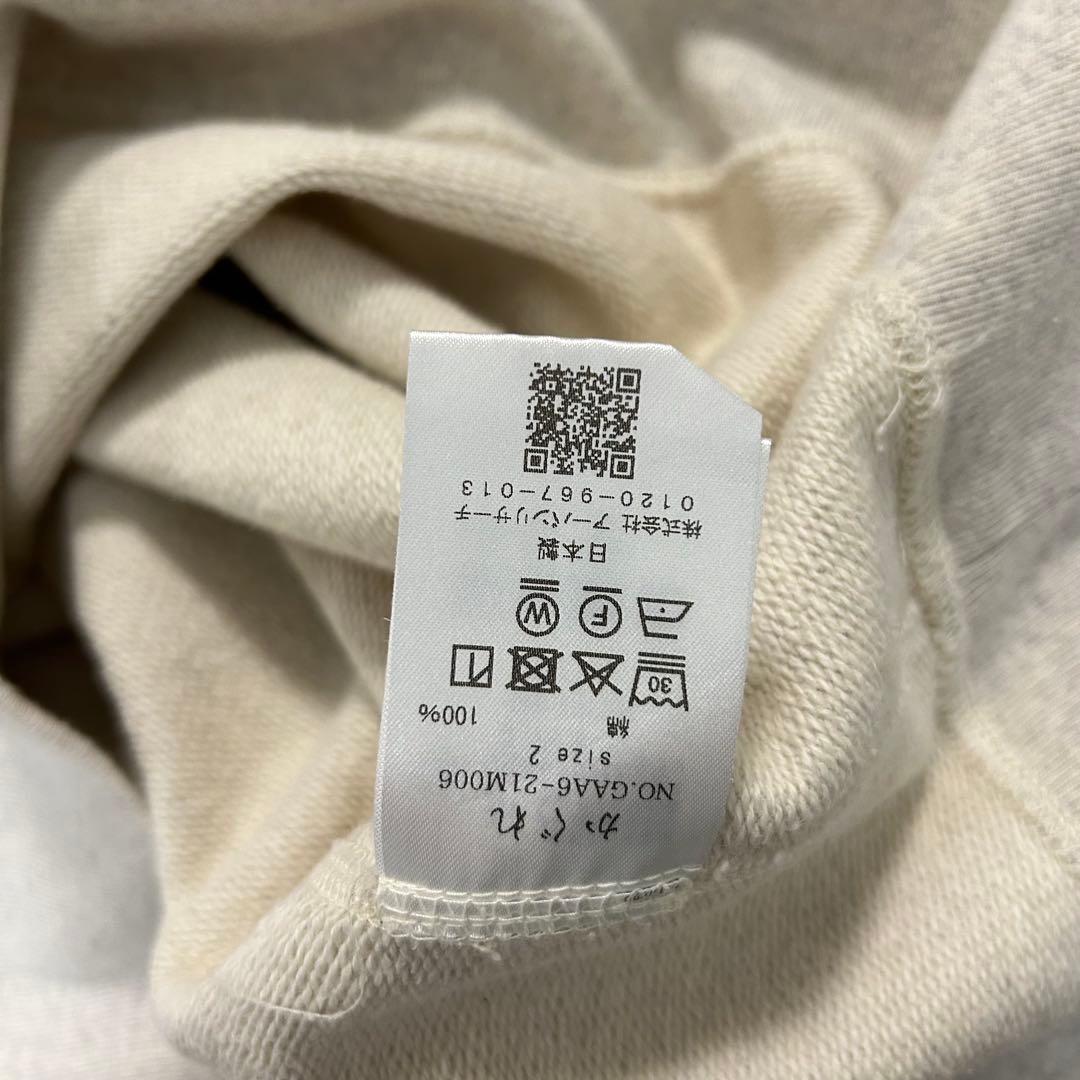 かぐれ
NO.GAA6-21M006
size 2
綿 100%
30
F W
日本製
株式会社 アーバンリサーチ
0120-967-013